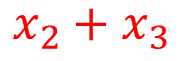 x₂ + x₃